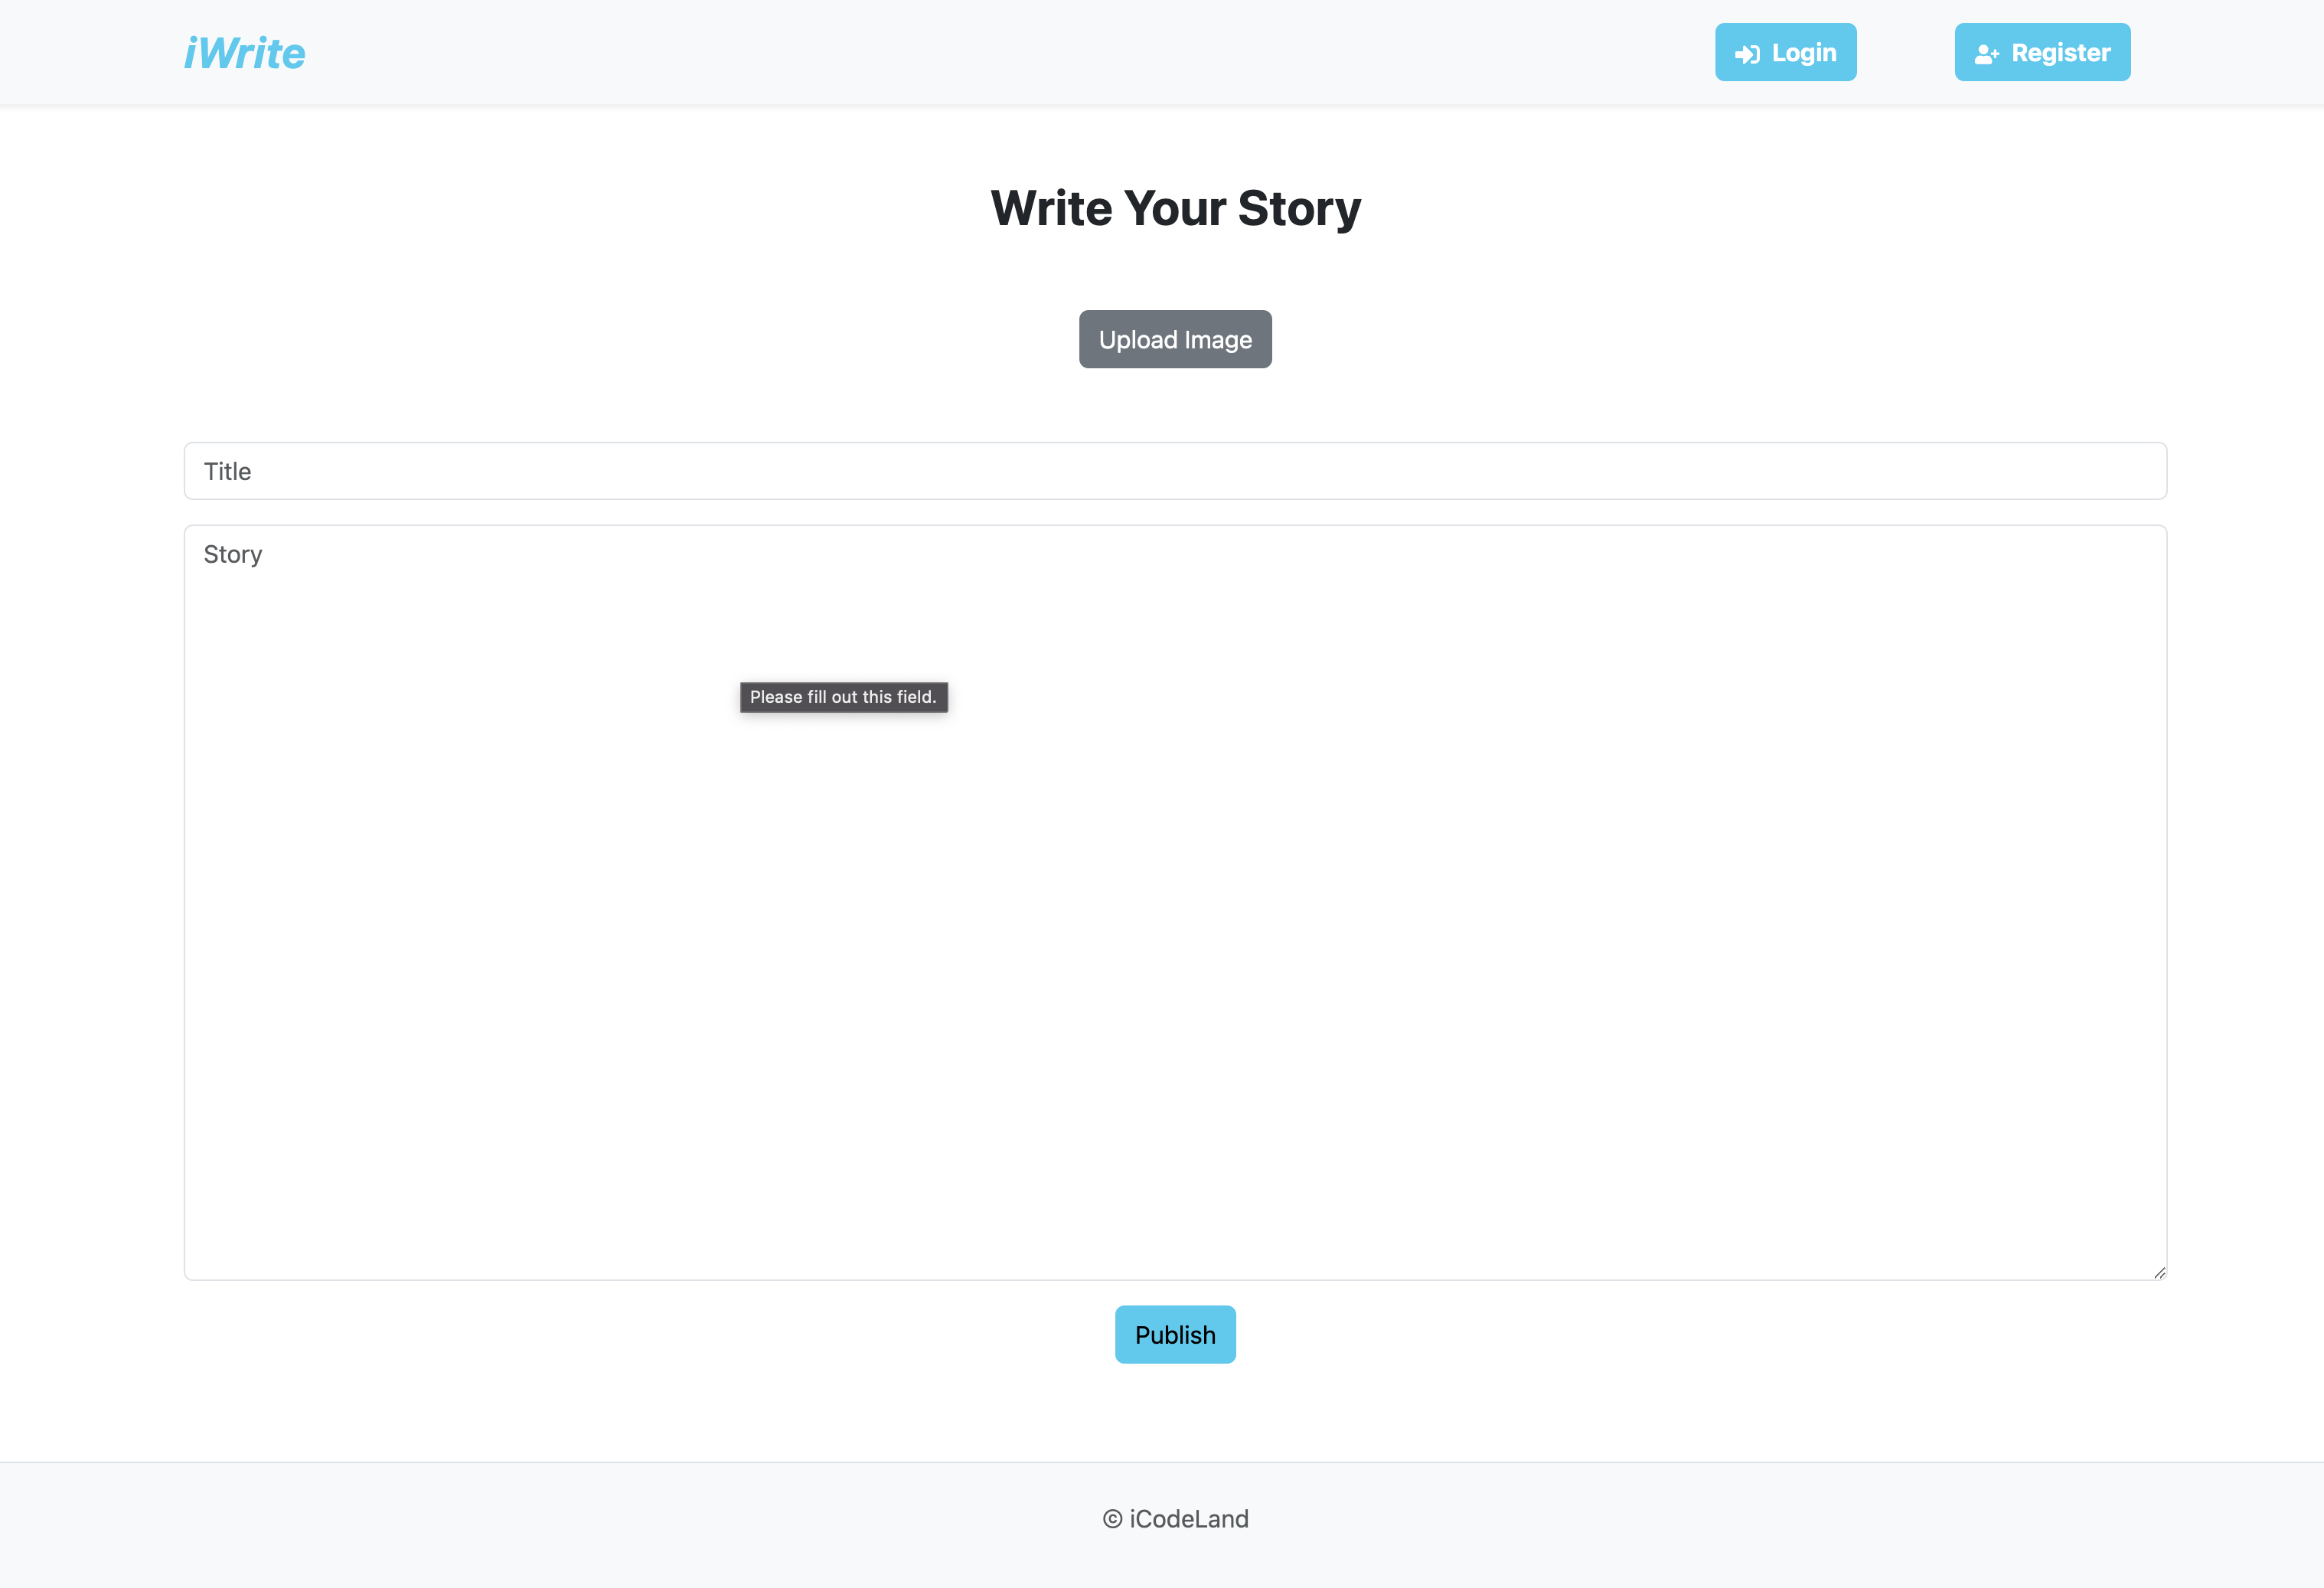 iWrite
Login
Register
Write Your Story
Upload Image
Title
Story
Please fill out this field.
Publish
© iCodeLand